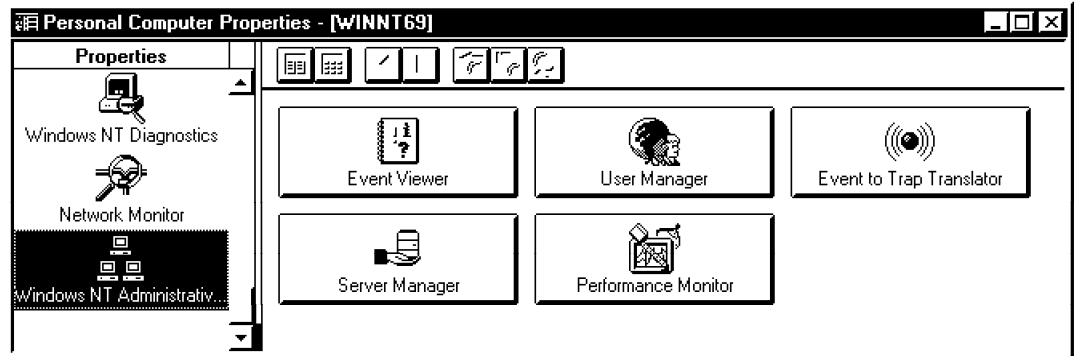 Personal Computer Properties - [WINNT69]
Properties
Windows NT Diagnostics
Network Monitor
Windows NT Administrativ...
Event Viewer
User Manager
Event to Trap Translator
Server Manager
Performance Monitor